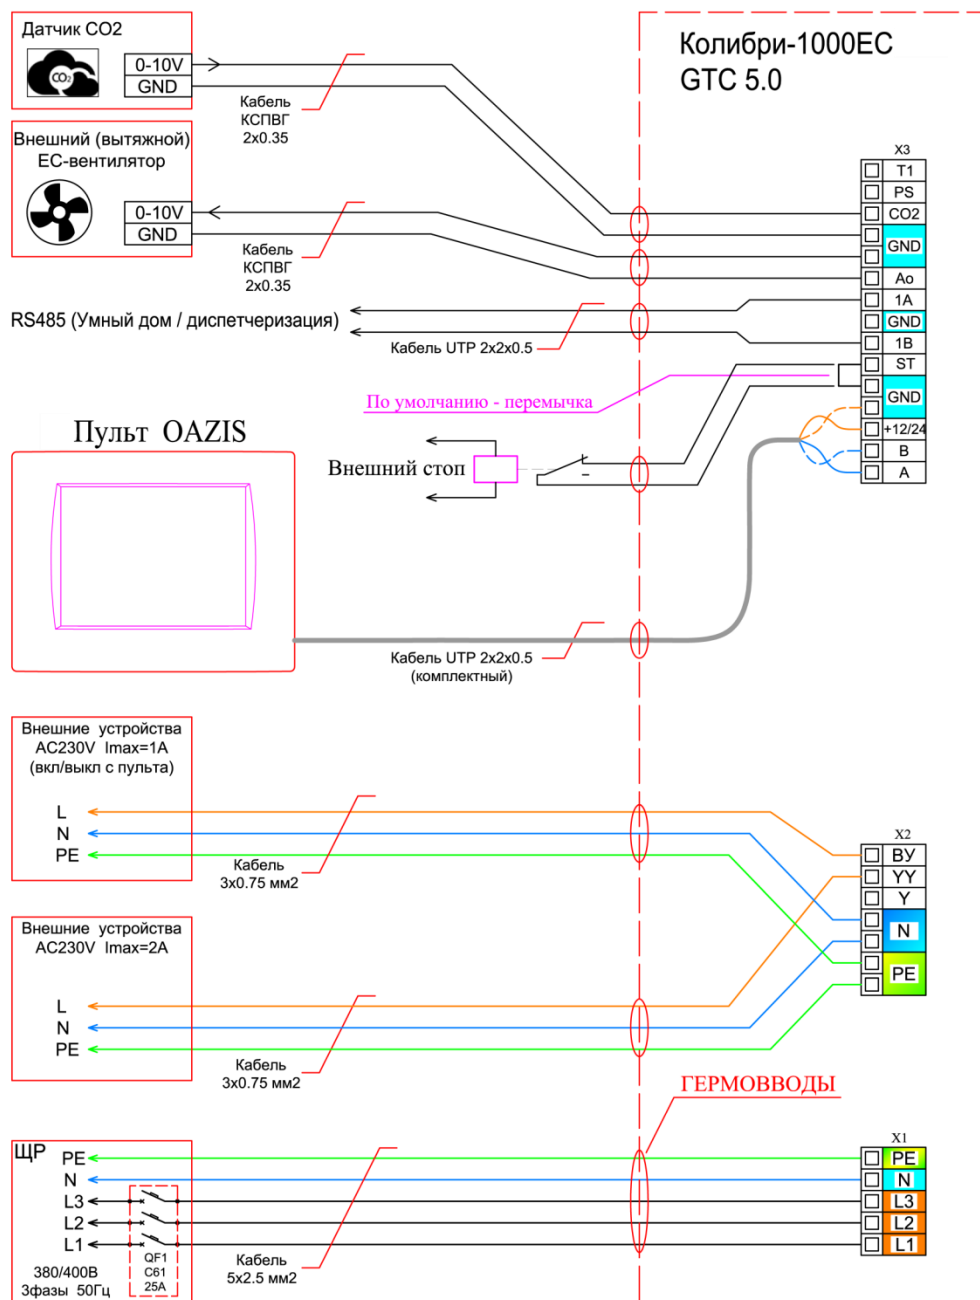 Датчик CO2
CO2
0-10V
GND
Кабель
КСПВГ
2x0.35
Колибри-1000EC
GTC 5.0
Внешний (вытяжной)
EC-вентилятор
0-10V
GND
Кабель
КСПВГ
2x0.35
X3
T1
PS
CO2
GND
Ao
1A
GND
1B
ST
GND
+12/24
B
A
RS485 (Умный дом / диспетчеризация)
Кабель UTP 2x2x0.5
По умолчанию - перемычка
Внешний стоп
Пульт OAZIS
Кабель UTP 2x2x0.5
(комплектный)
Внешние устройства
AC230V Imax=1A
(вкл/выкл с пульта)
L
N
PE
Кабель
3x0.75 мм2
X2
ВУ
YY
Y
N
PE
Внешние устройства
AC230V Imax=2A
L
N
PE
Кабель
3x0.75 мм2
ГЕРМОВВОДЫ
ЩР
PE
N
L3
L2
L1
380/400В
3фазы 50Гц
QF1
C61
25A
Кабель
5x2.5 мм2
X1
PE
N
L3
L2
L1